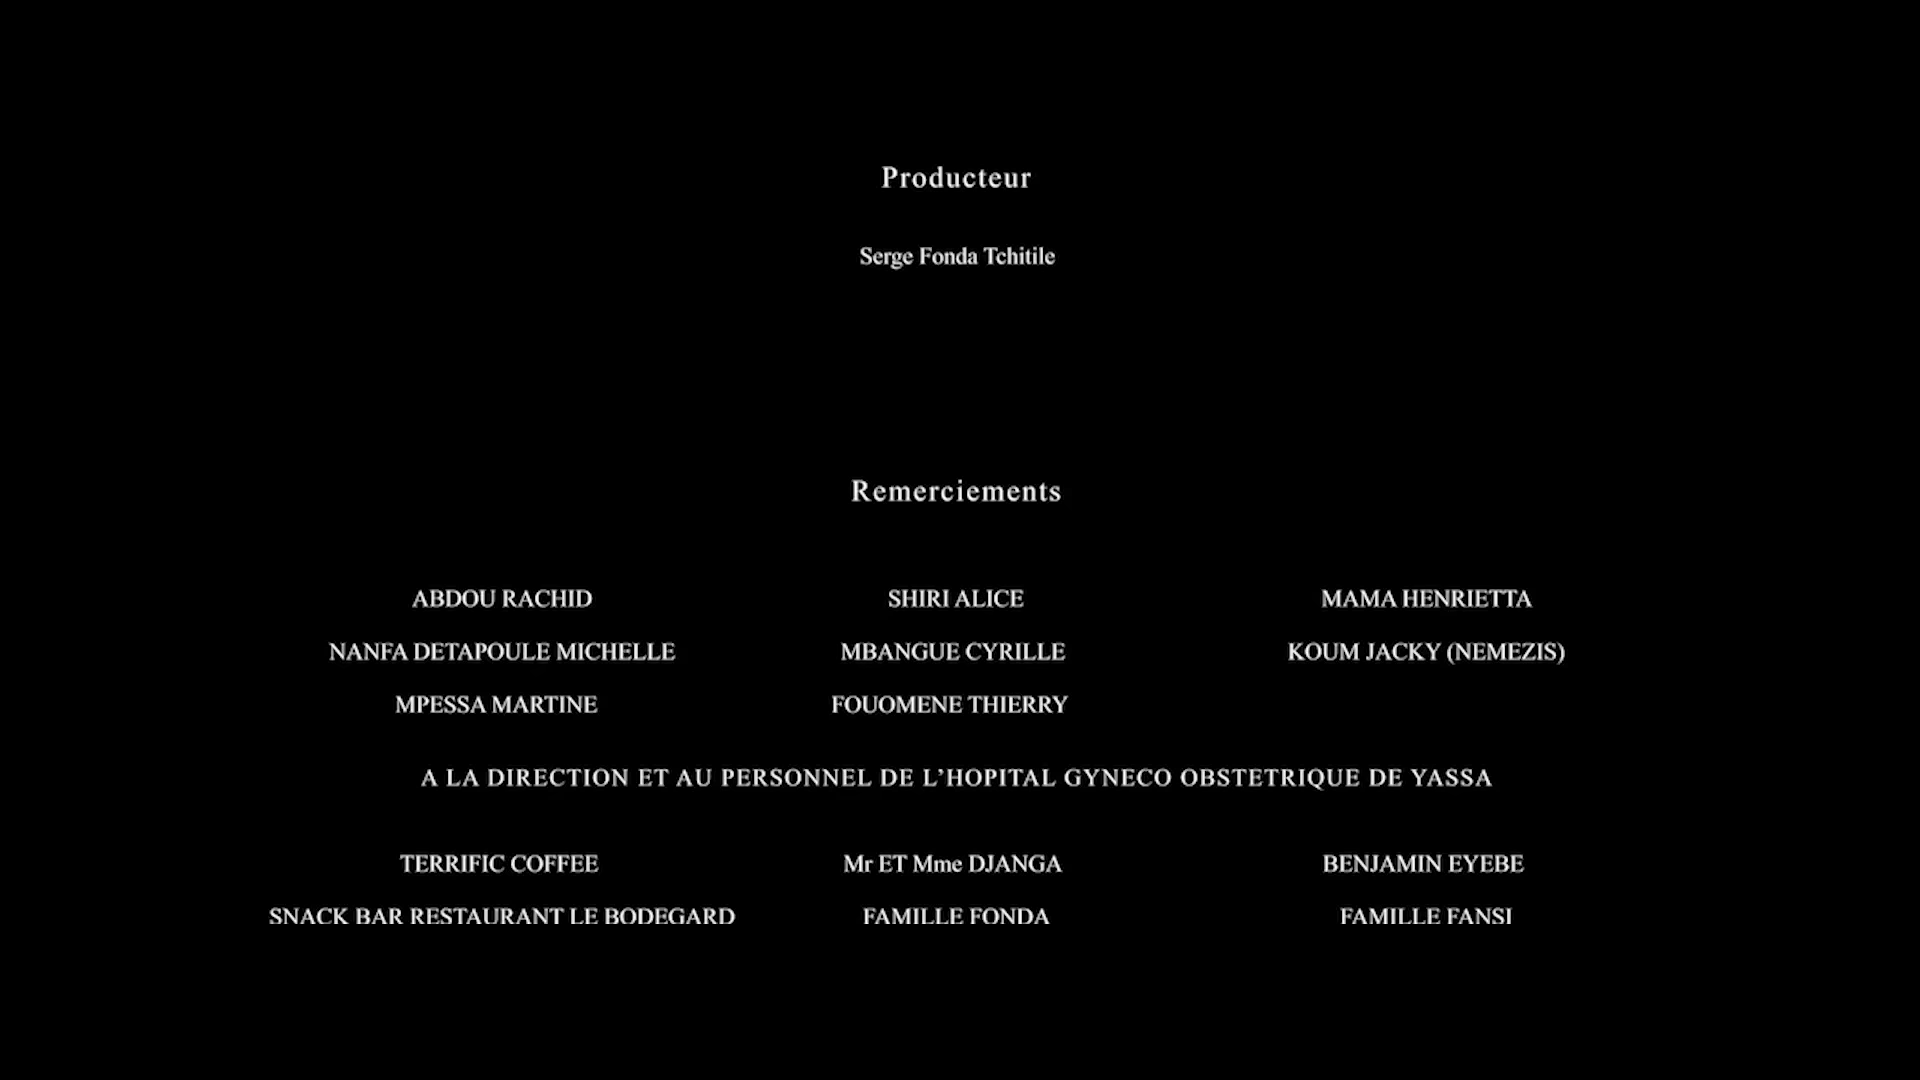 Producteur
Serge Fonda Tchitile
Remerciements
ABDOU RACHID SHIRI ALICE MAMA HENRIETTA
NANFA DETAPOULE MICHELLE MBANGUE CYRILLE KOUM JACKY (NEMEZIS)
MPESSA MARTINE FOUOMENE THIERRY
A LA DIRECTION ET AU PERSONNEL DE L’HOPITAL GYNECO OBSTETRIQUE DE YASSA
TERRIFIC COFFEE Mr ET Mme DJANGA BENJAMIN EYEBE
SNACK BAR RESTAURANT LE BODEGARD FAMILLE FONDA FAMILLE FANSI